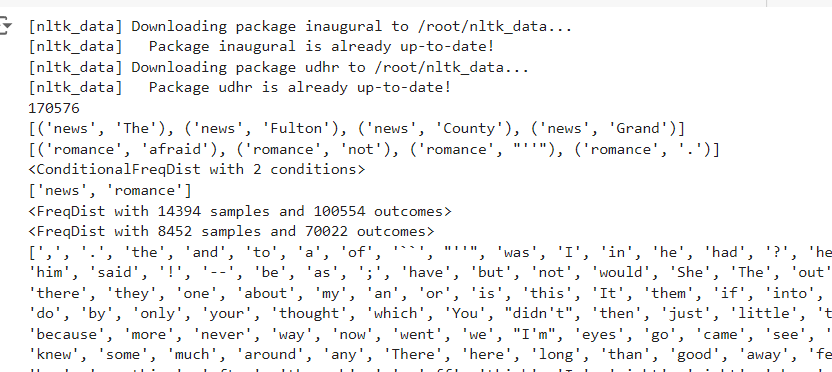 [nltk_data] Downloading package inaugural to /root/nltk_data...
[nltk_data]   Package inaugural is already up-to-date!
[nltk_data] Downloading package udhr to /root/nltk_data...
[nltk_data]   Package udhr is already up-to-date!
170576
[('news', 'The'), ('news', 'Fulton'), ('news', 'County'), ('news', 'Grand')]
[('romance', 'afraid'), ('romance', 'not'), ('romance', "''"), ('romance', '.')]
<ConditionalFreqDist with 2 conditions>
['news', 'romance']
<FreqDist with 14394 samples and 100554 outcomes>
<FreqDist with 8452 samples and 70022 outcomes>
[',', '.', 'the', 'and', 'to', 'a', 'of', '``', "''", 'was', 'I', 'in', 'he', 'had', '?', 'he
'him', 'said', '!', '--', 'be', 'as', ';', 'have', 'but', 'not', 'would', 'She', 'The', 'out'
'there', 'they', 'one', 'about', 'my', 'an', 'or', 'is', 'this', 'It', 'them', 'if', 'into',
'do', 'by', 'only', 'your', 'thought', 'which', 'You', "didn't", 'then', 'just', 'little', 't
'because', 'more', 'never', 'way', 'now', 'went', 'we', "I'm", 'eyes', 'go', 'came', 'see', '
'knew', 'some', 'much', 'around', 'any', 'There', 'here', 'long', 'than', 'good', 'away', 'fe